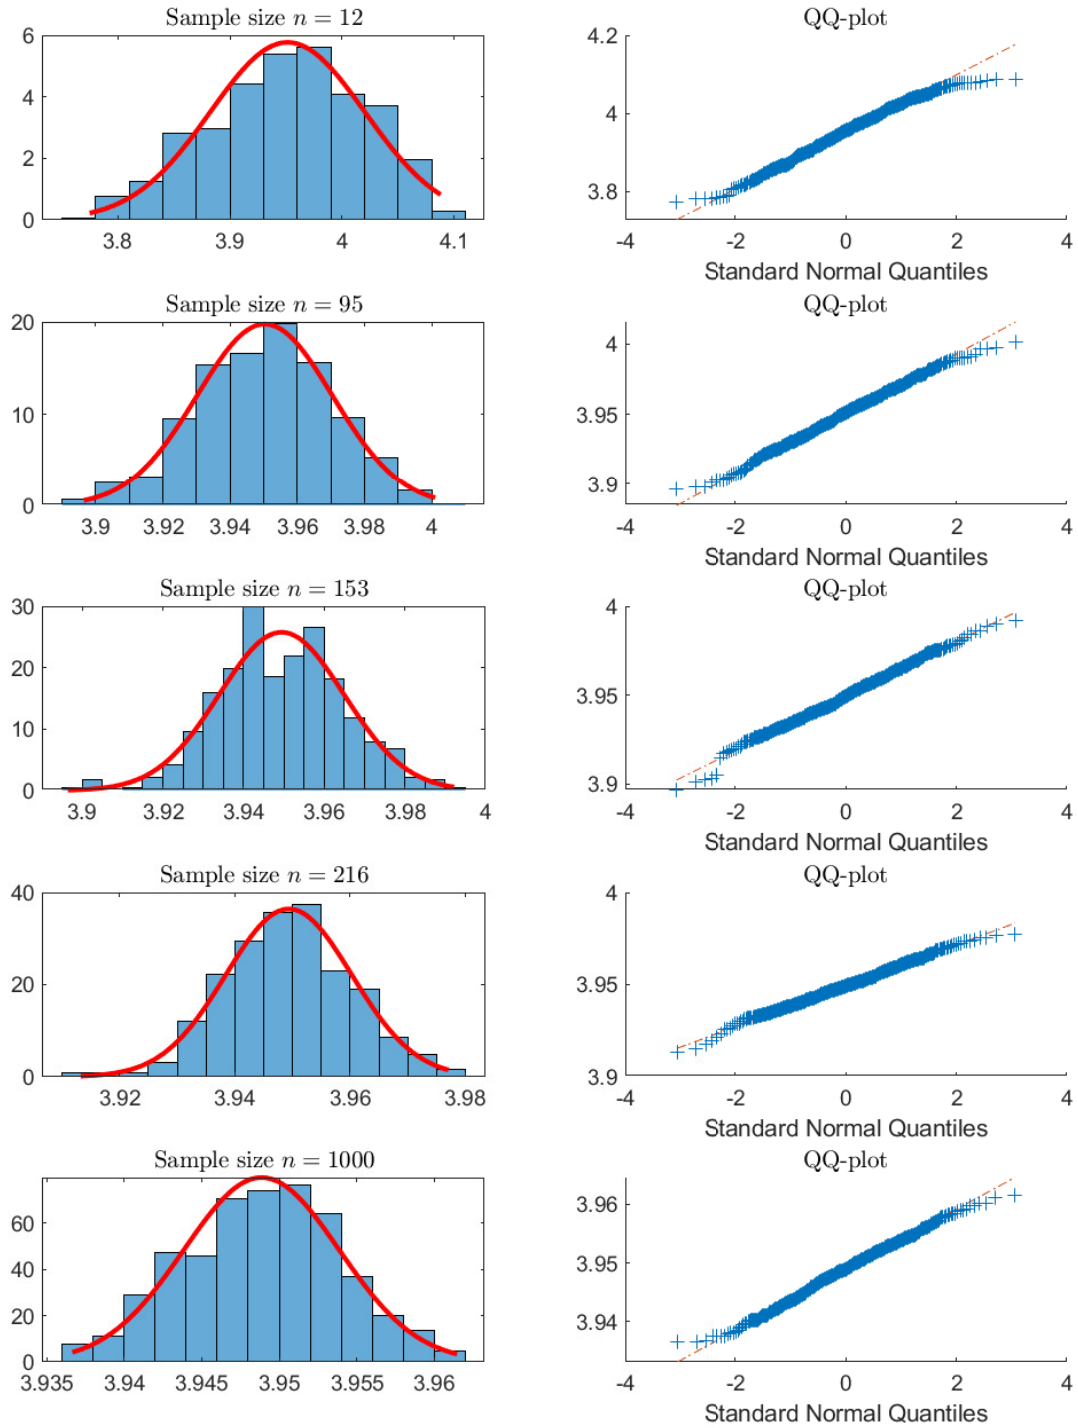 Sample size n = 12
QQ-plot
6
4
2
0
3.8 3.9 4 4.1
4.2
4
3.8
-4 -2 0 2 4
Standard Normal Quantiles
Sample size n = 95
QQ-plot
20
10
0
3.9 3.92 3.94 3.96 3.98 4
4
3.95
3.9
-4 -2 0 2 4
Standard Normal Quantiles
Sample size n = 153
QQ-plot
30
20
10
0
3.9 3.92 3.94 3.96 3.98 4
4
3.95
3.9
-4 -2 0 2 4
Standard Normal Quantiles
Sample size n = 216
QQ-plot
40
20
0
3.92 3.94 3.96 3.98
4
3.95
3.9
-4 -2 0 2 4
Standard Normal Quantiles
Sample size n = 1000
QQ-plot
60
40
20
0
3.935 3.94 3.945 3.95 3.955 3.96
3.96
3.95
3.94
-4 -2 0 2 4
Standard Normal Quantiles